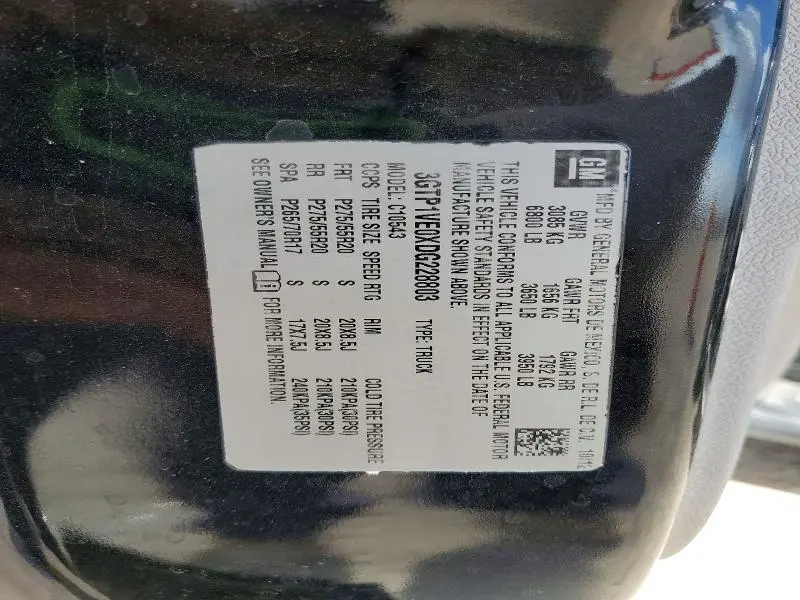 GM
MFD BY GENERAL MOTORS DE MEXICO, S. DE R.L. DE C.V. 10/12
GVWR GAWR FRT GAWR RR
3085 KG 1656 KG 1792 KG
6800 LB 3650 LB 3950 LB
THIS VEHICLE CONFORMS TO ALL APPLICABLE U.S. FEDERAL MOTOR
VEHICLE SAFETY STANDARDS IN EFFECT ON THE DATE OF
MANUFACTURE SHOWN ABOVE.
3GTP1VE0XDG228803 TYPE: TRUCK
MODEL: C10543
CCPS TIRE SIZE SPEED RTG RIM COLD TIRE PRESSURE
FRT P275/55R20 S 20X8.5J 210KPA(30PSI)
RR P275/55R20 S 20X8.5J 210KPA(30PSI)
SPA P265/70R17 S 17X7.5J 240KPA(35PSI)
SEE OWNER'S MANUAL FOR MORE INFORMATION.